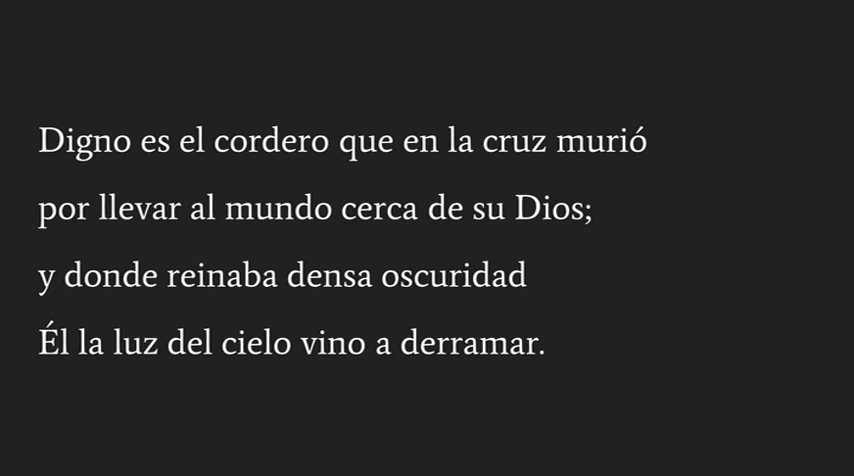 Digno es el cordero que en la cruz murió
por llevar al mundo cerca de su Dios;
y donde reinaba densa oscuridad
Él la luz del cielo vino a derramar.